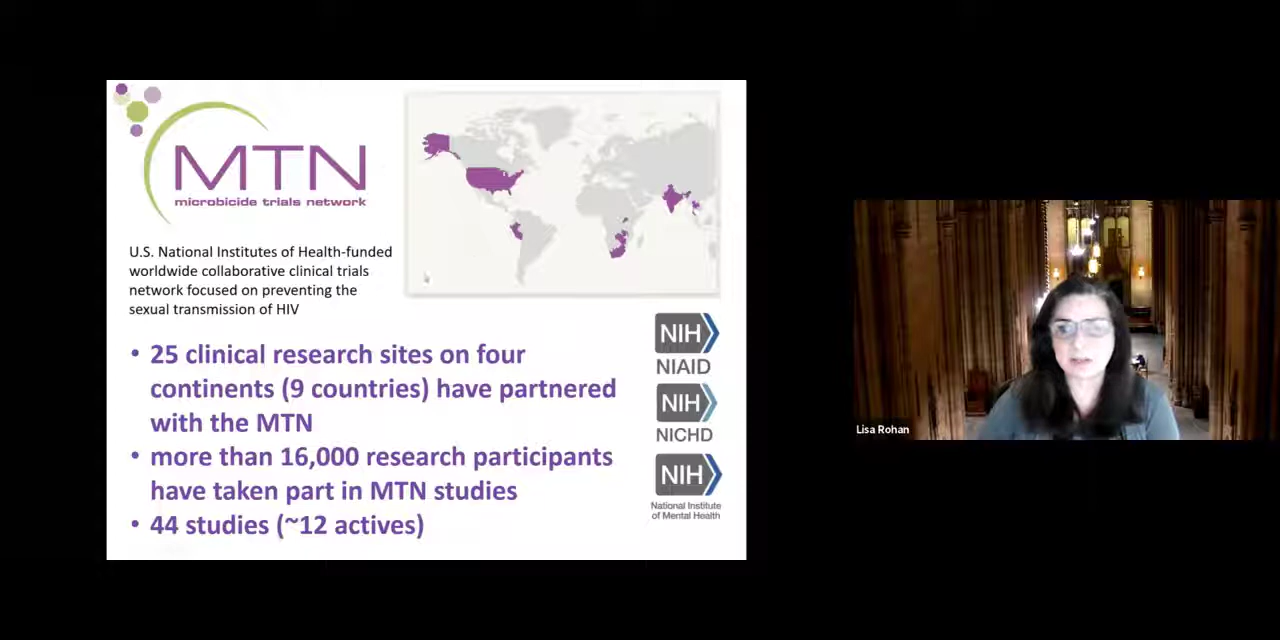 MTN
microbicide trials network
U.S. National Institutes of Health-funded
worldwide collaborative clinical trials
network focused on preventing the
sexual transmission of HIV
• 25 clinical research sites on four
continents (9 countries) have partnered
with the MTN
• more than 16,000 research participants
have taken part in MTN studies
• 44 studies (~12 actives)
NIH
NIAID
NIH
NICHD
NIH
National Institute
of Mental Health
Lisa Rohan